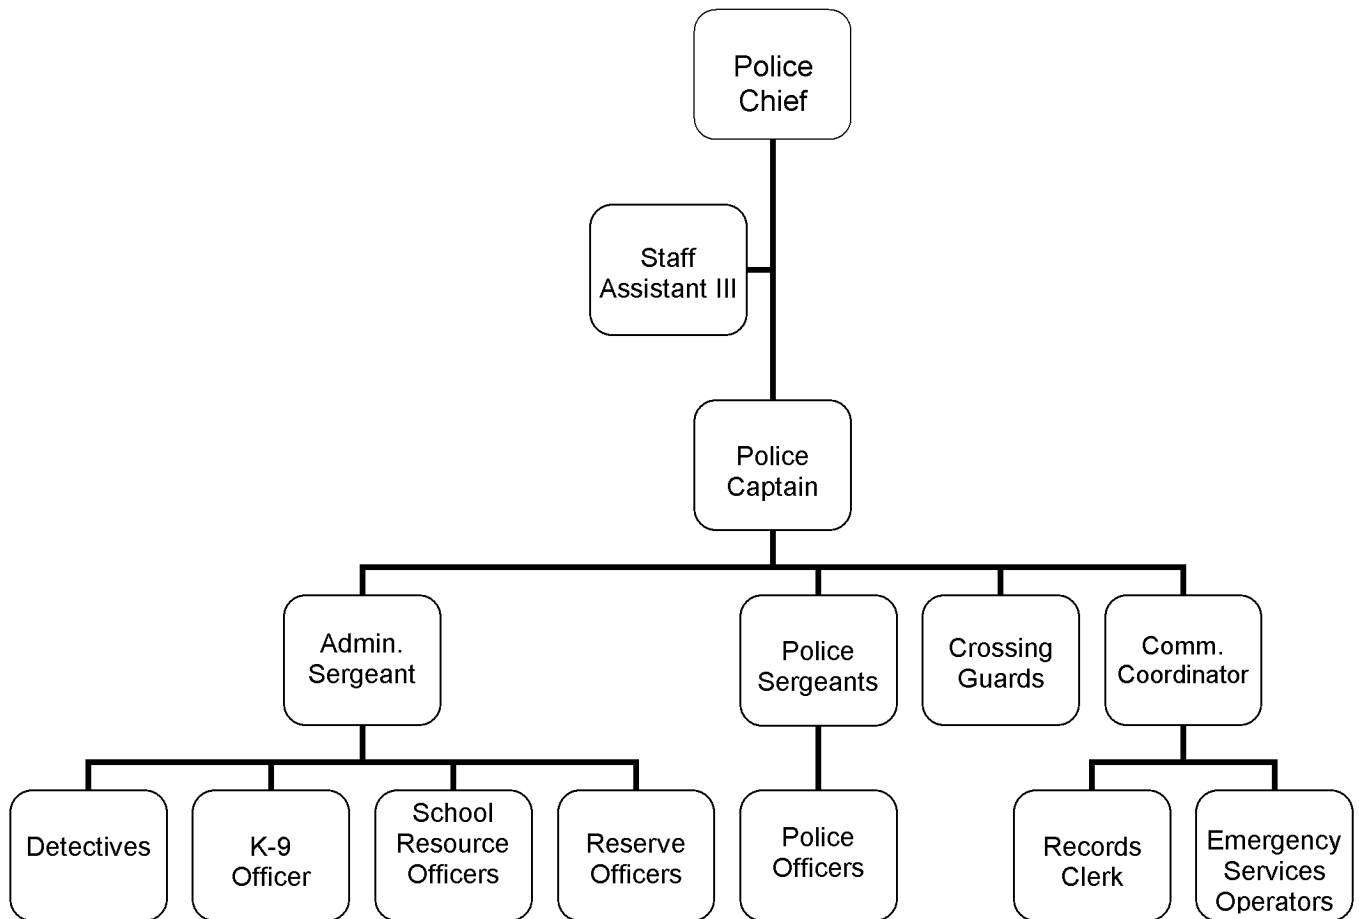 Police
Chief
Staff
Assistant III
Police
Captain
Admin.
Sergeant
Police
Sergeants
Crossing
Guards
Comm.
Coordinator
Detectives
K-9
Officer
School
Resource
Officers
Reserve
Officers
Police
Officers
Records
Clerk
Emergency
Services
Operators